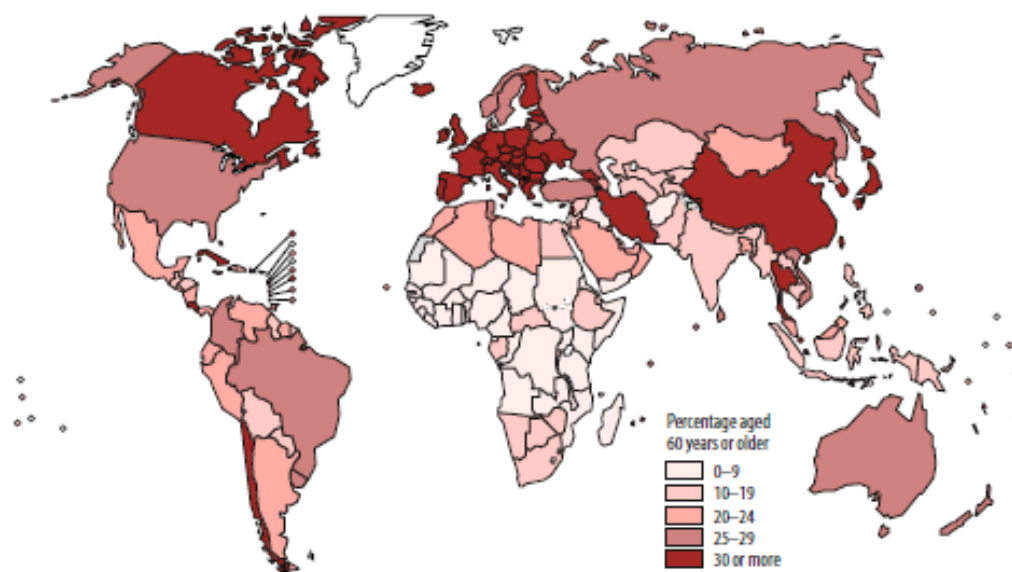 Percentage aged
60 years or older
0–9
10–19
20–24
25–29
30 or more